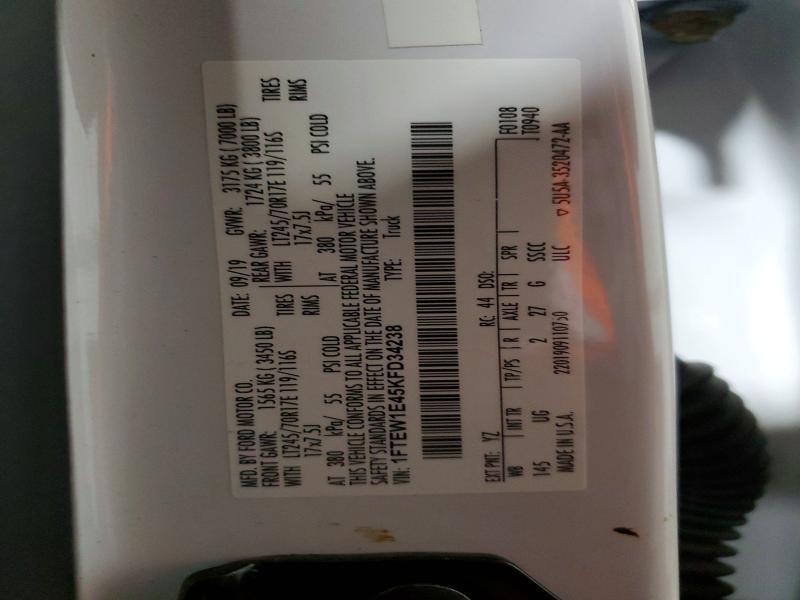 MFD. BY FORD MOTOR CO. DATE: 09/19 GVWR: 3175 KG ( 7000 LB)
FRONT GAWR: 1565 KG ( 3450 LB) REAR GAWR: 1724 KG ( 3800 LB)
WITH LT245/70R17E 119/116S TIRES WITH LT245/70R17E 119/116S TIRES
17x7.5J RIMS 17x7.5J RIMS
AT 380 kPa/ 55 PSI COLD AT 380 kPa/ 55 PSI COLD
THIS VEHICLE CONFORMS TO ALL APPLICABLE FEDERAL MOTOR VEHICLE
SAFETY STANDARDS IN EFFECT ON THE DATE OF MANUFACTURE SHOWN ABOVE.
VIN: 1FTEW1E45KFD34238 TYPE: Truck
EXT PNT: YZ RC: 44 DSO: F0108
WB INT TR TP/PS R AXLE TR SPR T0940
145 UG 2 27 G SSCC
MADE IN U.S.A. 2201909110750 ULC ▽ 5U5A-3520472-AA